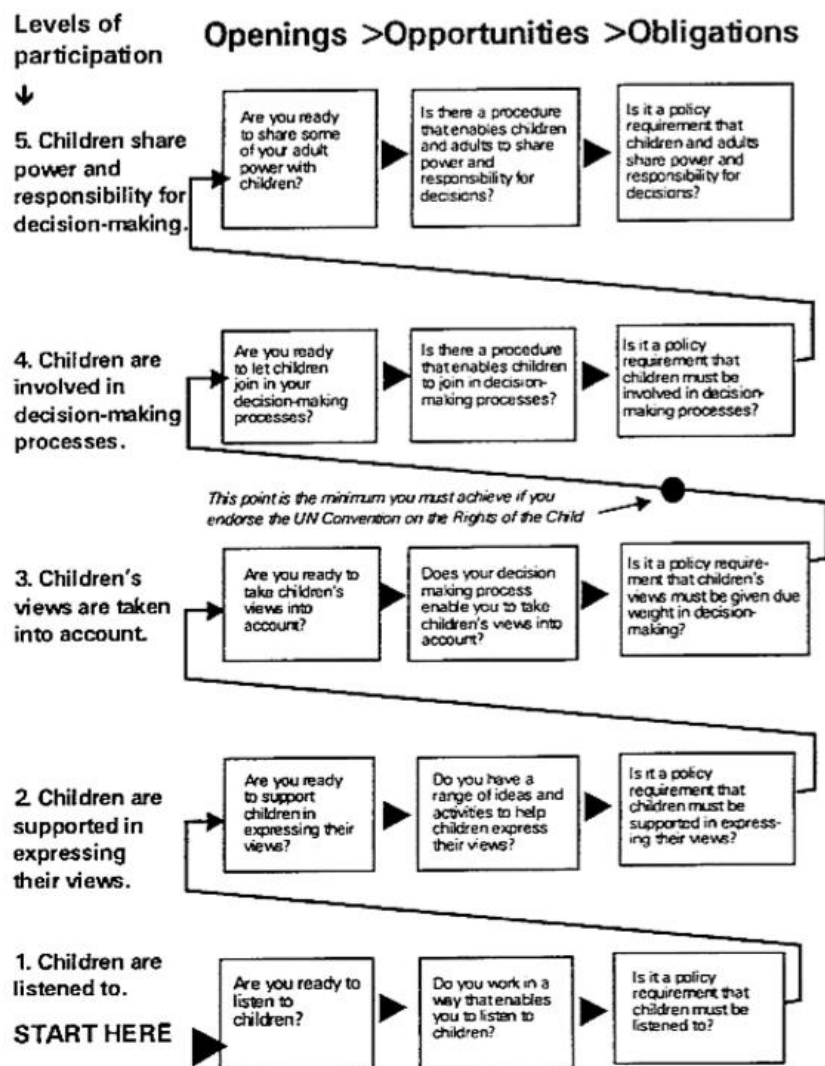 Levels of
participation
Openings >Opportunities >Obligations
5. Children share
power and
responsibility for
decision-making.
Are you ready
to share some
of your adult
power with
children?
Is there a procedure
that enables children
and adults to share
power and
responsibility for
decisions?
Is it a policy
requirement that
children and adults
share power and
responsibility for
decisions?
4. Children are
involved in
decision-making
processes.
Are you ready
to let children
join in your
decision-making
processes?
Is there a procedure
that enables children
to join in decision-
making processes?
Is it a policy
requirement that
children must be
involved in decision-
making processes?
This point is the minimum you must achieve if you
endorse the UN Convention on the Rights of the Child
3. Children's
views are taken
into account.
Are you ready to
take children's
views into
account?
Does your decision
making process
enable you to take
children's views into
account?
Is it a policy require-
ment that children's
views must be given due
weight in decision-
making?
2. Children are
supported in
expressing
their views.
Are you ready
to support
children in
expressing their
views?
Do you have a
range of ideas and
activities to help
children express
their views?
Is it a policy
requirement that
children must be
supported in express-
ing their views?
1. Children are
listened to.
START HERE
Are you ready to
listen to
children?
Do you work in a
way that enables
you to listen to
children?
Is it a policy
requirement that
children must be
listened to?